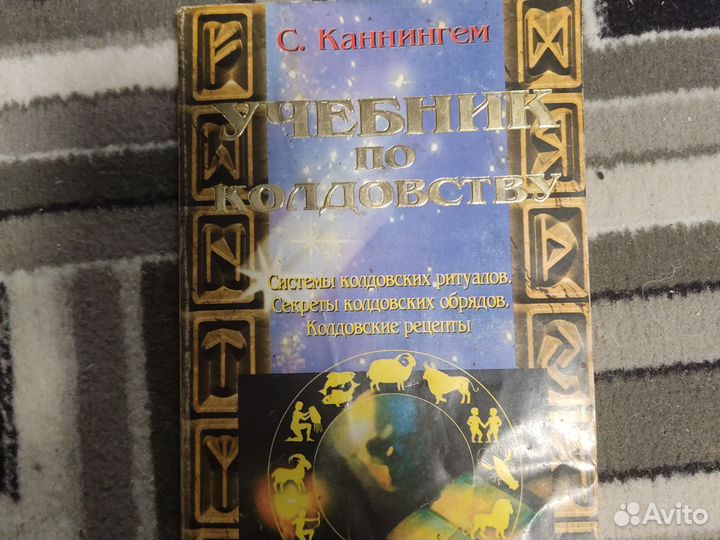 С. Каннингем
УЧЕБНИК
ПО
КОЛДОВСТВУ
Системы колдовских ритуалов.
Секреты колдовских обрядов.
Колдовские рецепты
Avito